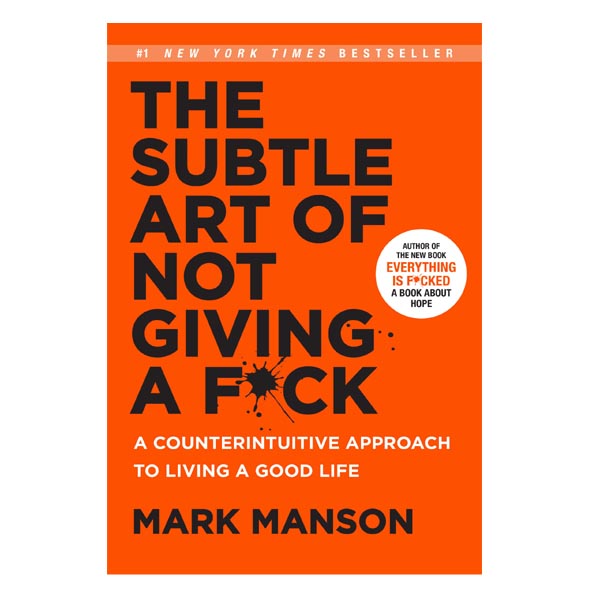 #1 NEW YORK TIMES BESTSELLER
THE
SUBTLE
ART OF
NOT
GIVING
A F*CK
AUTHOR OF
THE NEW BOOK
EVERYTHING
IS F*CKED
A BOOK ABOUT
HOPE
A COUNTERINTUITIVE APPROACH
TO LIVING A GOOD LIFE
MARK MANSON